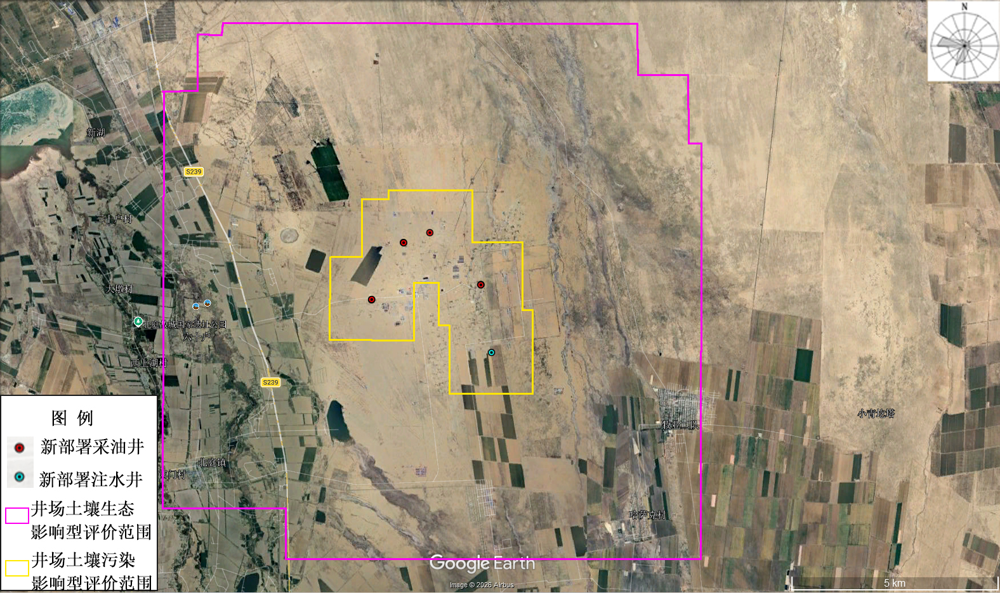 N
新湖
S239
三十户村
大墩村
北庭故城国家遗址公园
六十户
西上湖村
S239
小青圪塔
牧业二队
北庭镇
西门村
哈萨克村
图 例
新部署采油井
新部署注水井
井场土壤生态
影响型评价范围
井场土壤污染
影响型评价范围
Google Earth
Image © 2026 Airbus
5 km